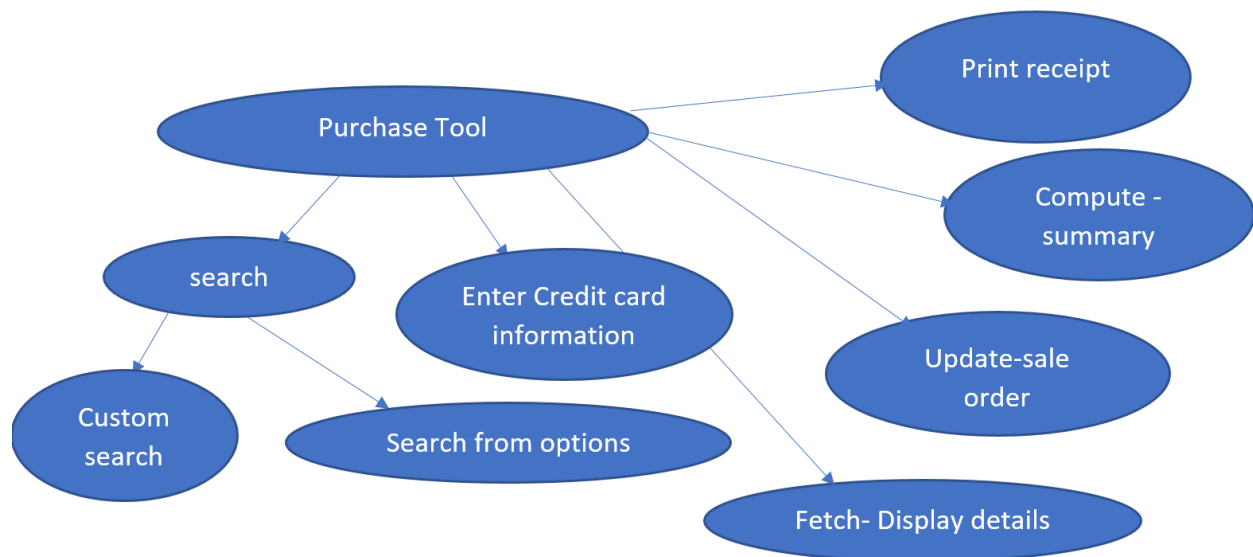 Print receipt
Purchase Tool
Compute -
summary
search
Enter Credit card
information
Update-sale
order
Custom
search
Search from options
Fetch- Display details